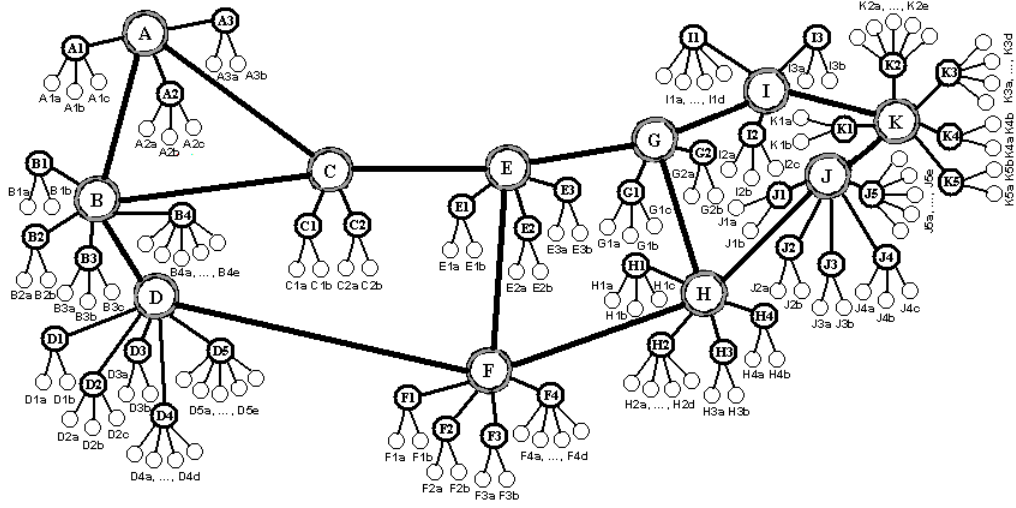 A
A1
A1a
A1b
A1c
A2
A2a
A2b
A2c
A3
A3a
A3b
B
B1
B1a
B1b
B2
B2a
B2b
B3
B3a
B3b
B3c
B4
B4a, ..., B4e
C
C1
C1a
C1b
C2
C2a
C2b
D
D1
D1a
D1b
D2
D2a
D2b
D2c
D3
D3a
D3b
D4
D4a, ..., D4d
D5
D5a, ..., D5e
E
E1
E1a
E1b
E2
E2a
E2b
E3
E3a
E3b
F
F1
F1a
F1b
F2
F2a
F2b
F3
F3a
F3b
F4
F4a, ..., F4d
G
G1
G1a
G1b
G1c
G2
G2a
G2b
H
H1
H1a
H1b
H1c
H2
H2a, ..., H2d
H3
H3a
H3b
H4
H4a
H4b
I
I1
I1a, ..., I1d
I2
I2a
I2b
I2c
I3
I3a
I3b
J
J1
J1a
J1b
J2
J2a
J2b
J3
J3a
J3b
J4
J4a
J4b
J4c
J5
J5a, ..., J5e
K
K1
K1a
K1b
K2
K2a, ..., K2e
K3
K3a, ..., K3d
K4
K4a
K4b
K5
K5a
K5b